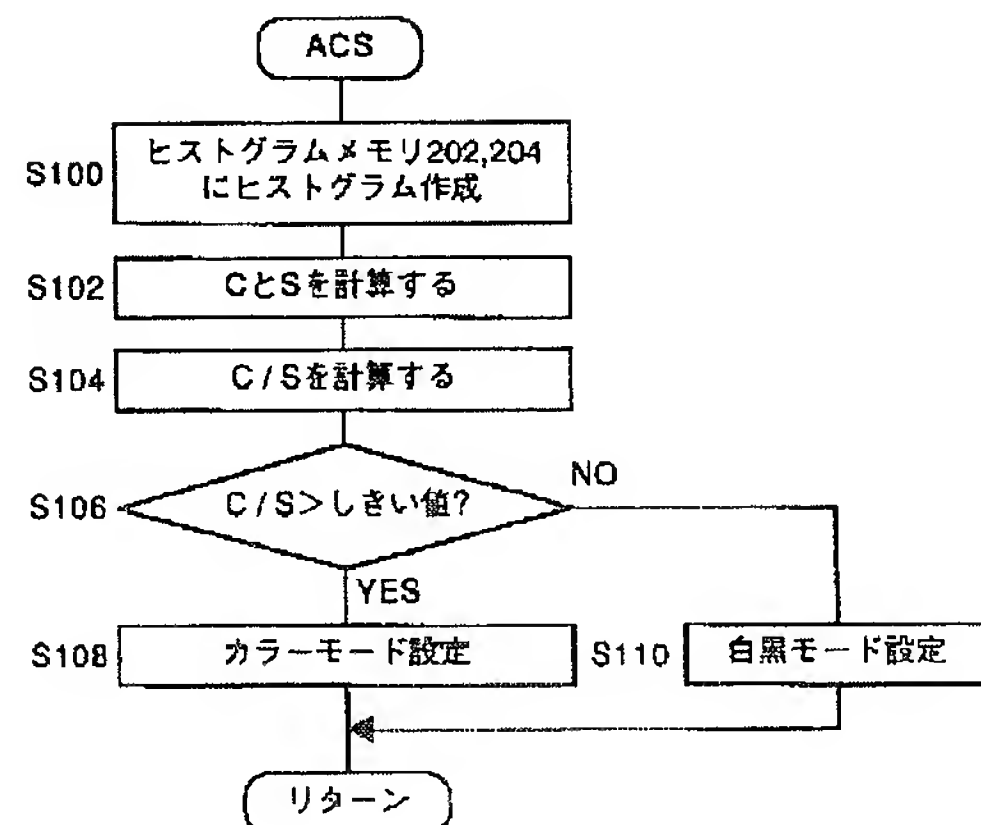 ACS
S100
ヒストグラムメモリ202,204
にヒストグラム作成
S102
CとSを計算する
S104
C/Sを計算する
S106
C/S>しきい値?
NO
YES
S108
カラーモード設定
S110
白黒モード設定
リターン